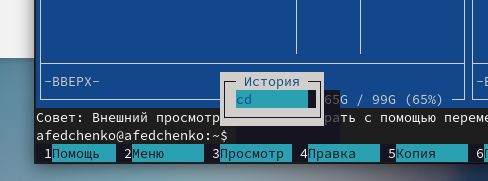 -ВВЕРХ-
История
cd
65G / 99G (65%)
Совет: Внешний просмотр
рать с помощью переме
afedchenko@afedchenko:~$
1Помощь 2Меню 3Просмотр 4Правка 5Копия 6